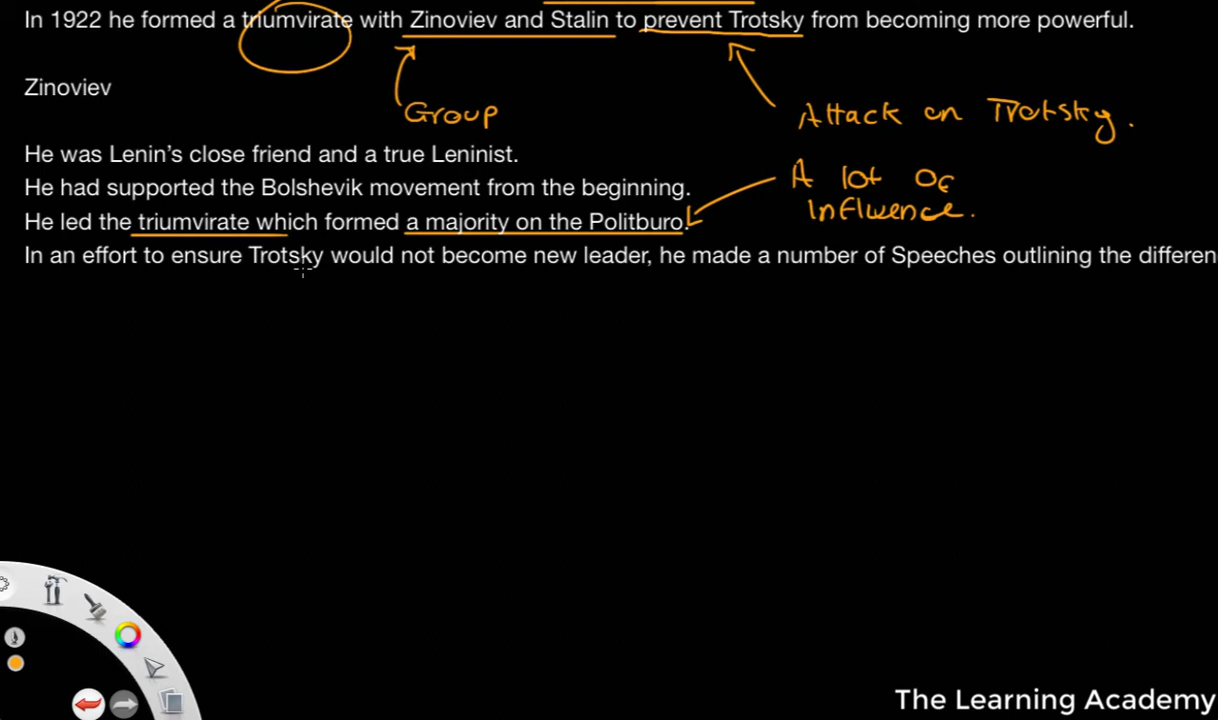 In 1922 he formed a triumvirate with Zinoviev and Stalin to prevent Trotsky from becoming more powerful.
Zinoviev
Group
Attack on Trotsky.
He was Lenin's close friend and a true Leninist.
He had supported the Bolshevik movement from the beginning.
A lot of
influence.
He led the triumvirate which formed a majority on the Politburo.
In an effort to ensure Trotsky would not become new leader, he made a number of Speeches outlining the differen
The Learning Academy